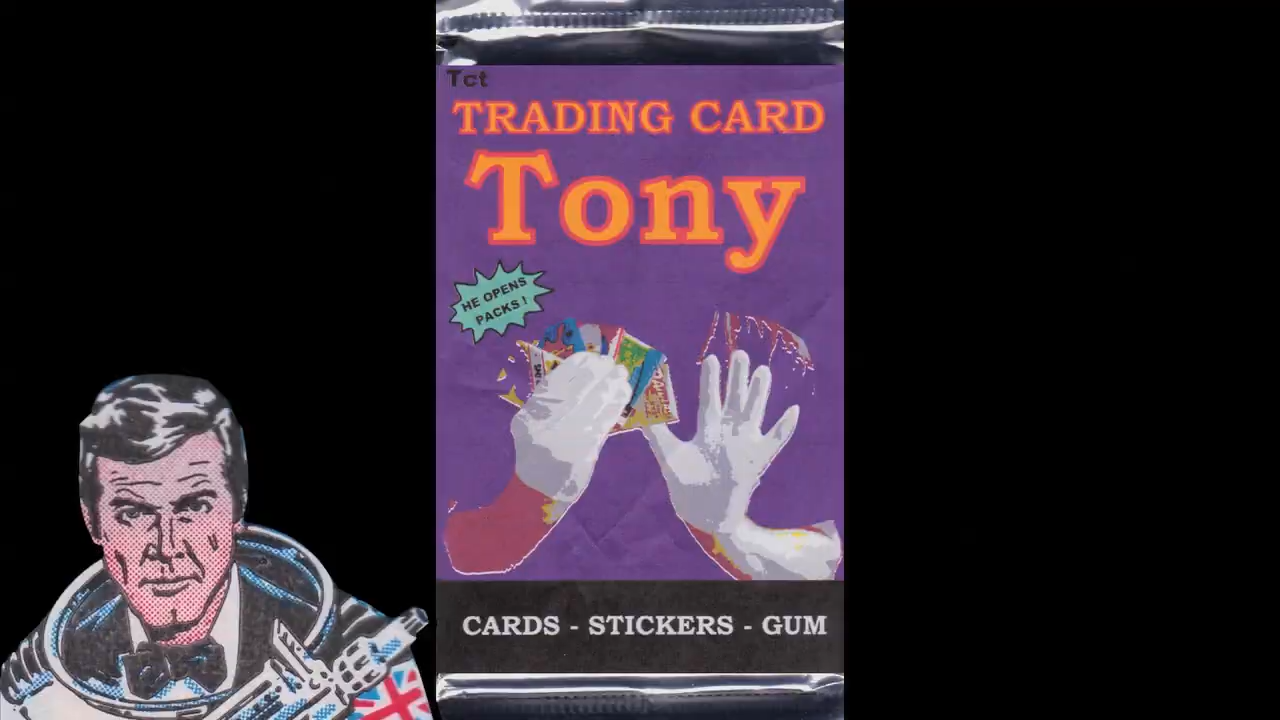 Tct
TRADING CARD
Tony
HE OPENS
PACKS !
CARDS - STICKERS - GUM